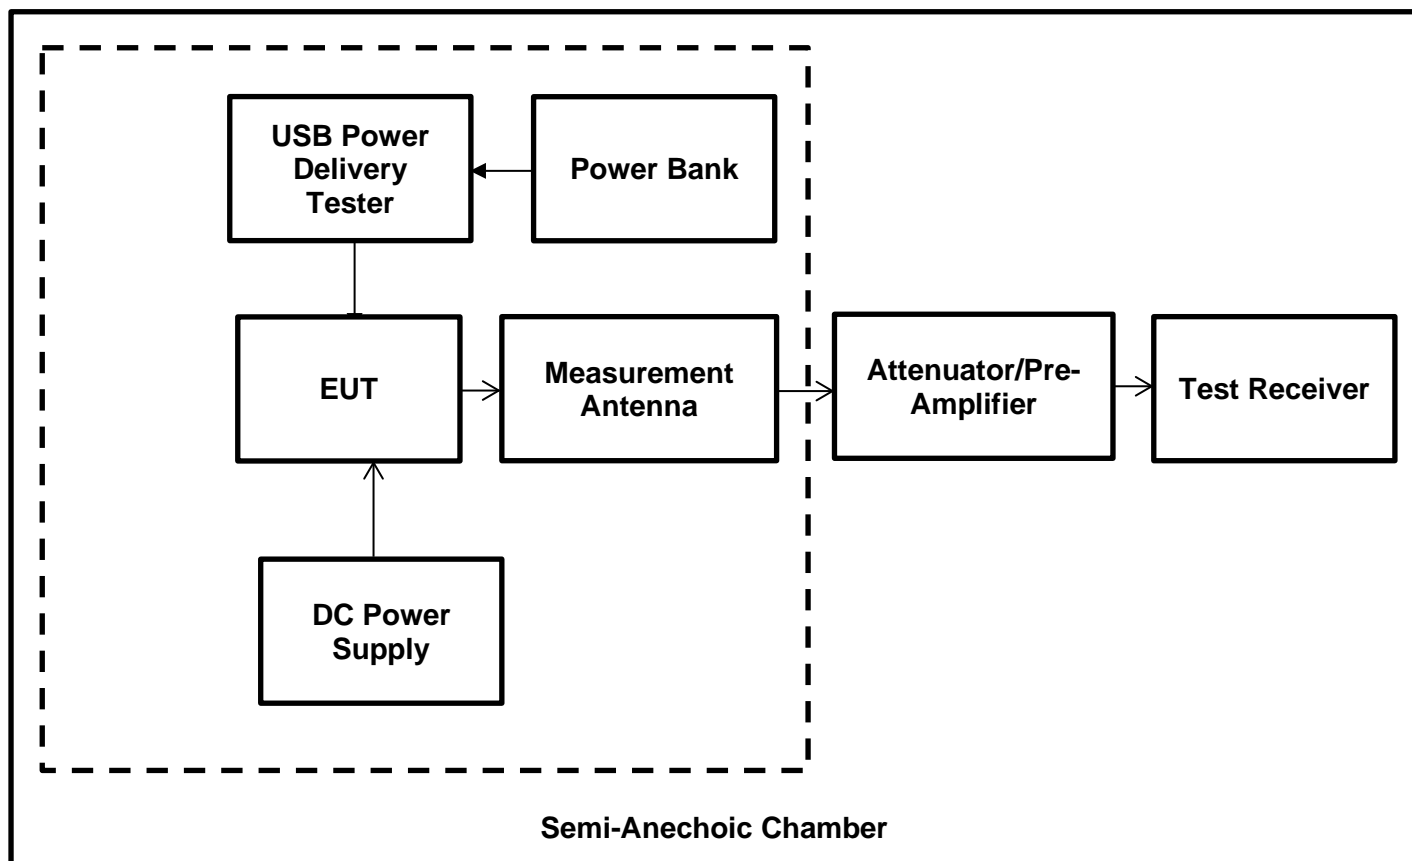 USB Power
Delivery
Tester
Power Bank
EUT
Measurement
Antenna
Attenuator/Pre-
Amplifier
Test Receiver
DC Power
Supply
Semi-Anechoic Chamber